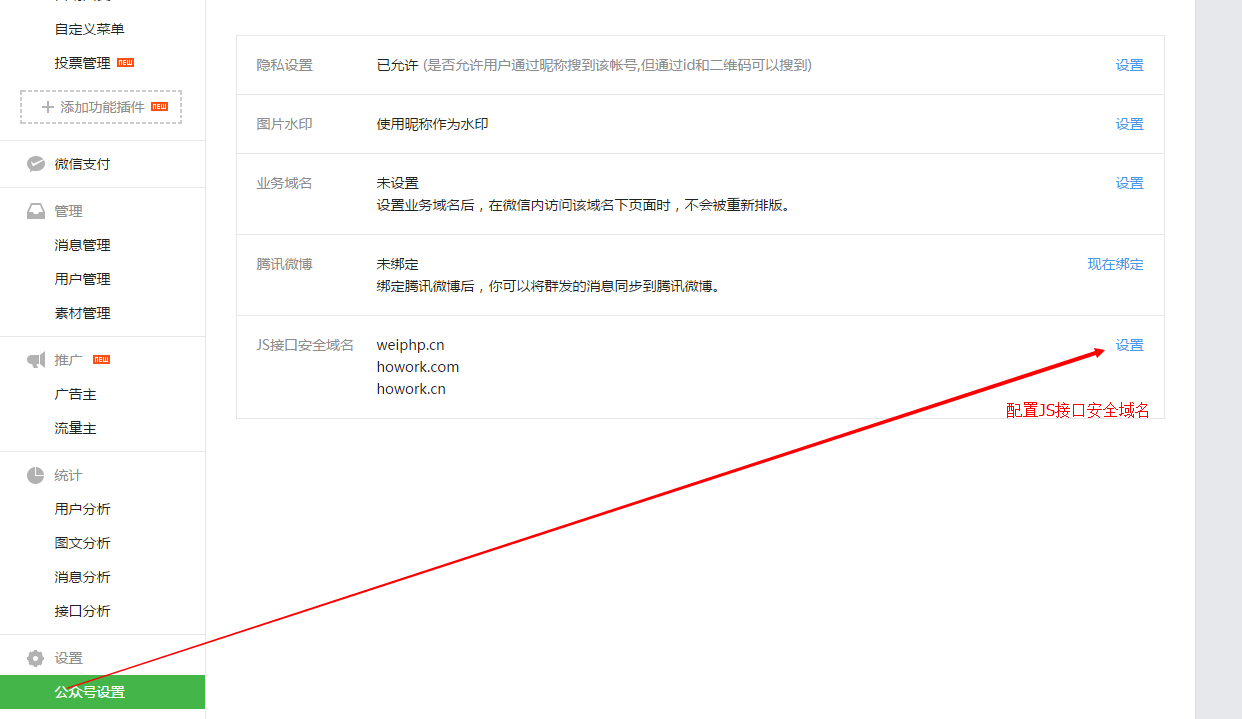 自定义菜单
投票管理 NEW
添加功能插件 NEW
微信支付
管理
消息管理
用户管理
素材管理
推广 NEW
广告主
流量主
统计
用户分析
图文分析
消息分析
接口分析
设置
公众号设置
隐私设置 已允许 (是否允许用户通过昵称搜到该帐号,但通过id和二维码可以搜到) 设置
图片水印 使用昵称作为水印 设置
业务域名 未设置 设置
设置业务域名后，在微信内访问该域名下页面时，不会被重新排版。
腾讯微博 未绑定 现在绑定
绑定腾讯微博后，你可以将群发的消息同步到腾讯微博。
JS接口安全域名 weiphp.cn 设置
howork.com
howork.cn
配置JS接口安全域名